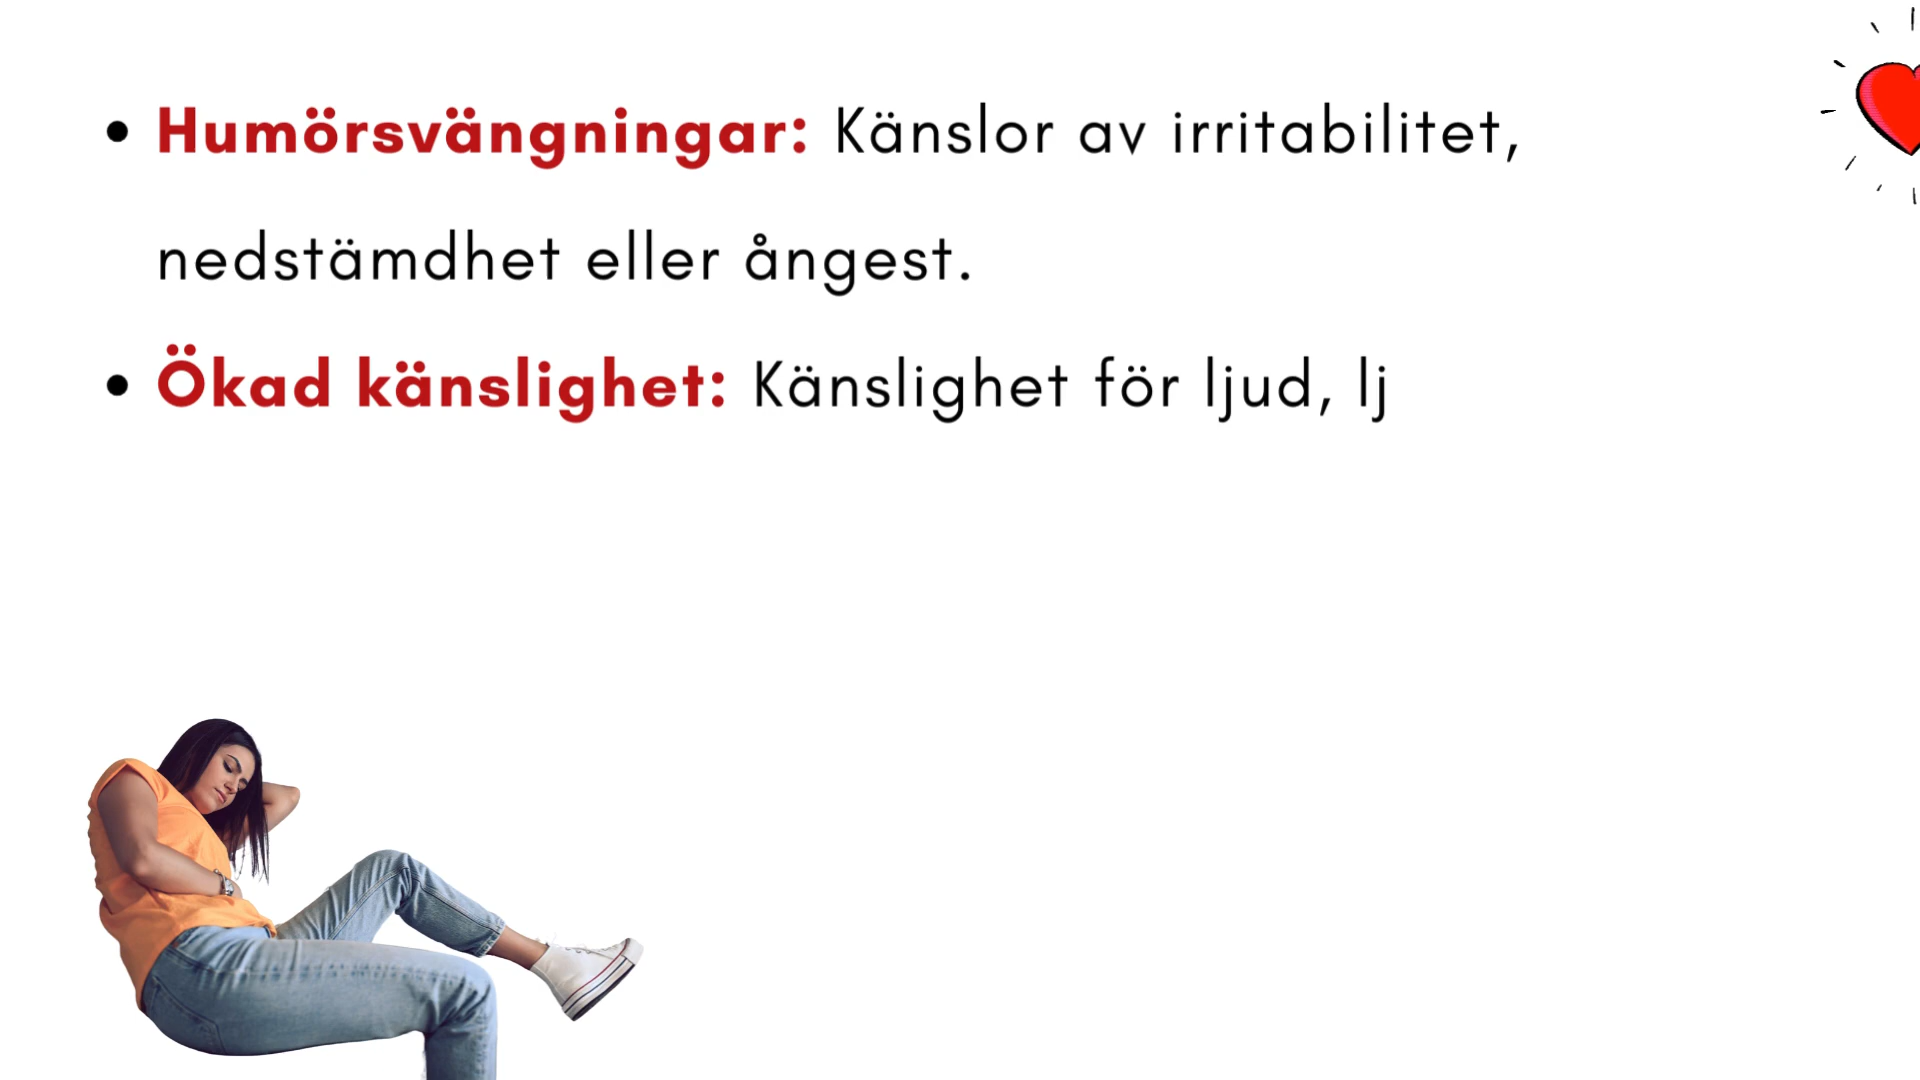 • Humörsvängningar: Känslor av irritabilitet,
nedstämdhet eller ångest.
• Ökad känslighet: Känslighet för ljud, lj